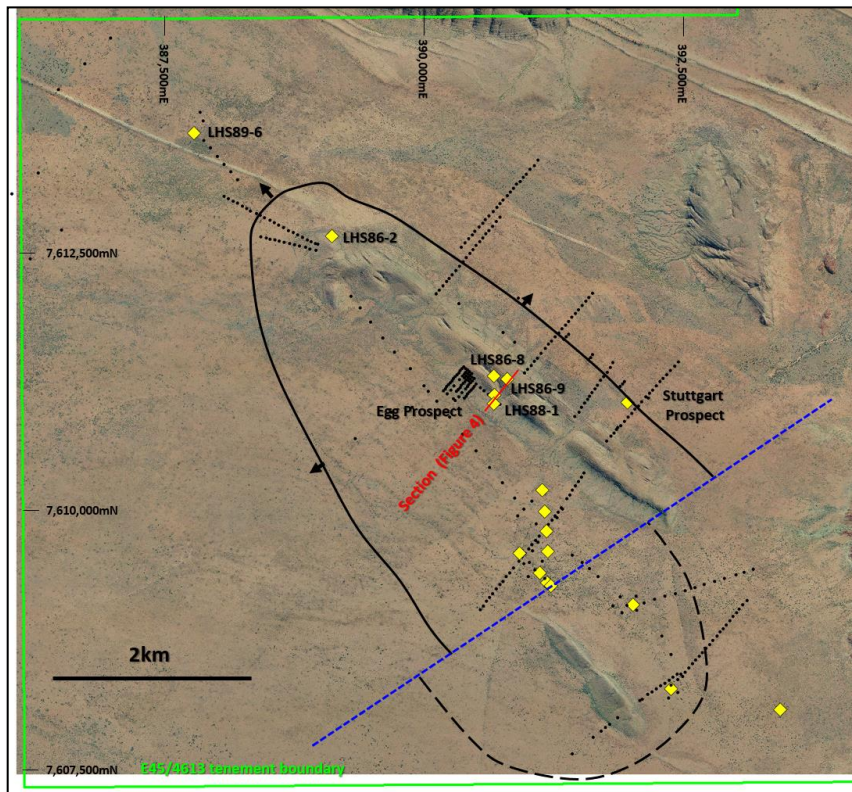 387,500mE
390,000mE
392,500mE
LHS89-6
LHS86-2
7,612,500mN
LHS86-8
LHS86-9
Egg Prospect
LHS88-1
Stuttgart
Prospect
Section (Figure 4)
7,610,000mN
2km
7,607,500mN
E45/4613 tenement boundary